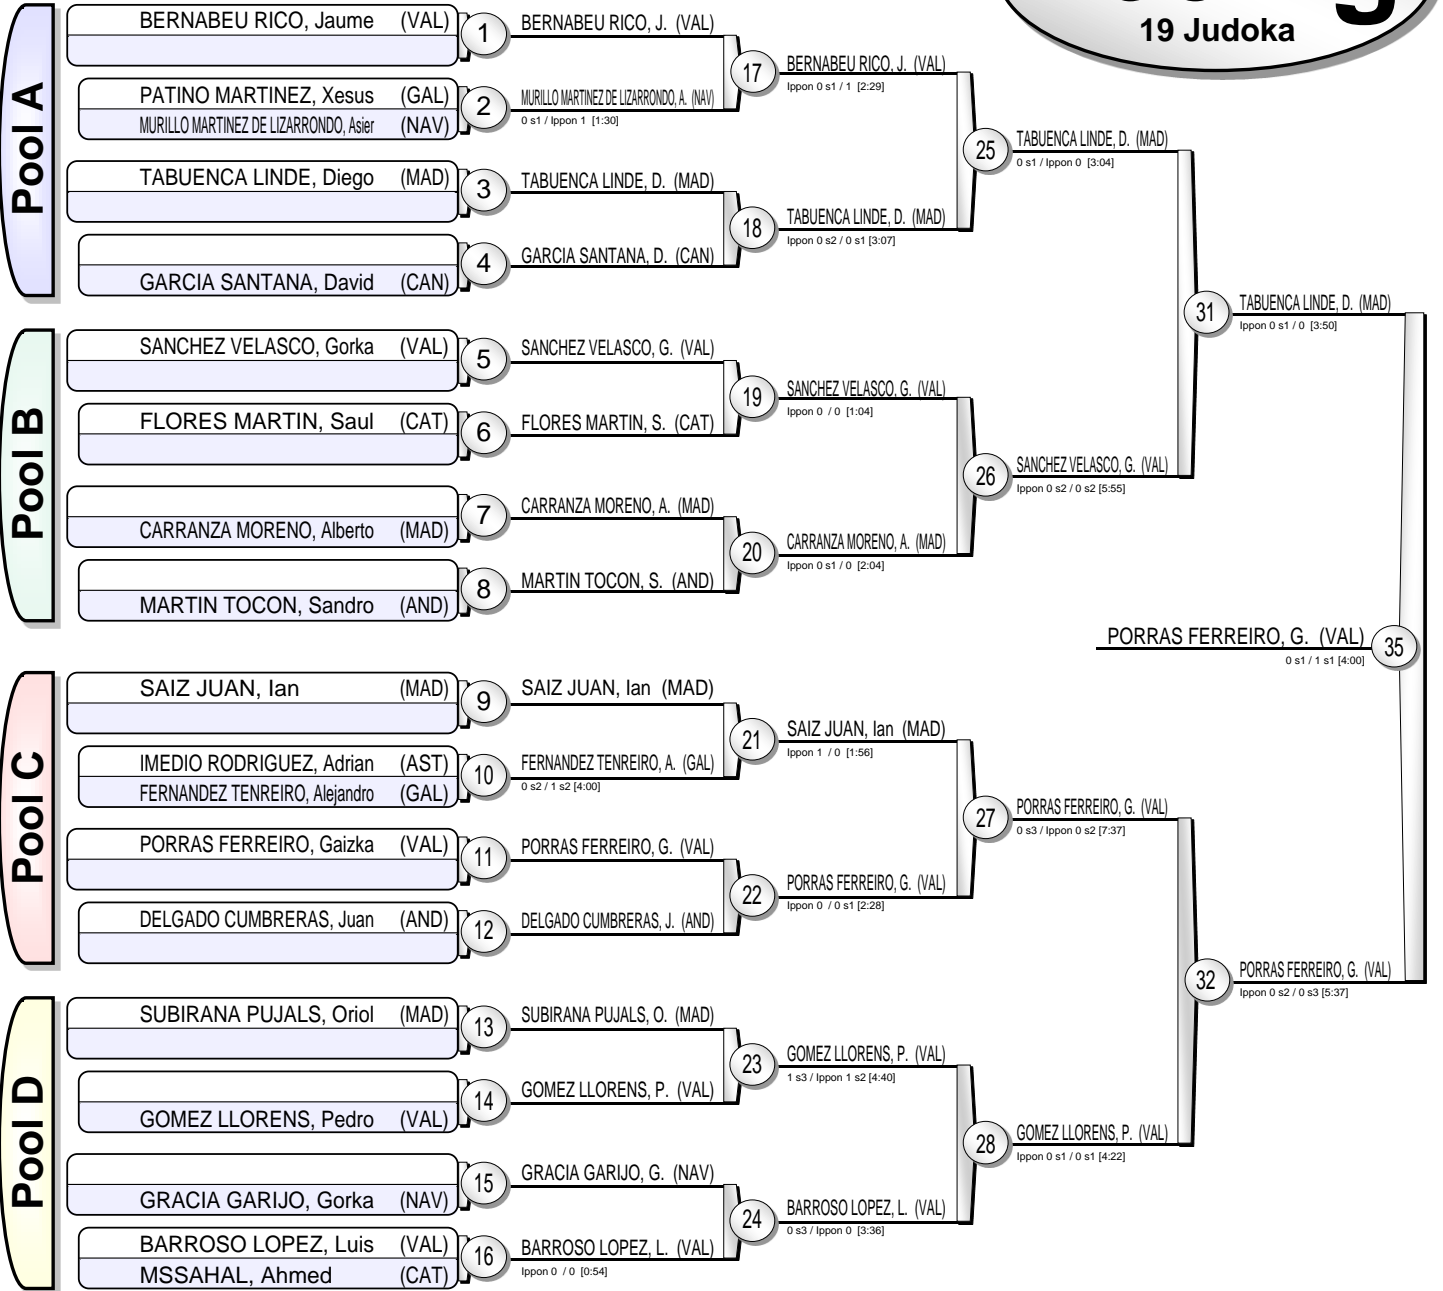 19 Judoka
Pool A
BERNABEU RICO, Jaume (VAL)
PATINO MARTINEZ, Xesus (GAL)
MURILLO MARTINEZ DE LIZARRONDO, Asier (NAV)
TABUENCA LINDE, Diego (MAD)
GARCIA SANTANA, David (CAN)
1
2
3
4
BERNABEU RICO, J. (VAL)
MURILLO MARTINEZ DE LIZARRONDO, A. (NAV)
0 s1 / Ippon 1 [1:30]
TABUENCA LINDE, D. (MAD)
GARCIA SANTANA, D. (CAN)
17
18
BERNABEU RICO, J. (VAL)
Ippon 0 s1 / 1 [2:29]
TABUENCA LINDE, D. (MAD)
Ippon 0 s2 / 0 s1 [3:07]
25
TABUENCA LINDE, D. (MAD)
0 s1 / Ippon 0 [3:04]
Pool B
SANCHEZ VELASCO, Gorka (VAL)
FLORES MARTIN, Saul (CAT)
CARRANZA MORENO, Alberto (MAD)
MARTIN TOCON, Sandro (AND)
5
6
7
8
SANCHEZ VELASCO, G. (VAL)
FLORES MARTIN, S. (CAT)
CARRANZA MORENO, A. (MAD)
MARTIN TOCON, S. (AND)
19
20
SANCHEZ VELASCO, G. (VAL)
Ippon 0 / 0 [1:04]
CARRANZA MORENO, A. (MAD)
Ippon 0 s1 / 0 [2:04]
26
SANCHEZ VELASCO, G. (VAL)
Ippon 0 s2 / 0 s2 [5:55]
31
TABUENCA LINDE, D. (MAD)
Ippon 0 s1 / 0 [3:50]
PORRAS FERREIRO, G. (VAL)
0 s1 / 1 s1 [4:00]
35
Pool C
SAIZ JUAN, Ian (MAD)
IMEDIO RODRIGUEZ, Adrian (AST)
FERNANDEZ TENREIRO, Alejandro (GAL)
PORRAS FERREIRO, Gaizka (VAL)
DELGADO CUMBRERAS, Juan (AND)
9
10
11
12
SAIZ JUAN, Ian (MAD)
FERNANDEZ TENREIRO, A. (GAL)
0 s2 / 1 s2 [4:00]
PORRAS FERREIRO, G. (VAL)
DELGADO CUMBRERAS, J. (AND)
21
22
SAIZ JUAN, Ian (MAD)
Ippon 1 / 0 [1:56]
PORRAS FERREIRO, G. (VAL)
Ippon 0 / 0 s1 [2:28]
27
PORRAS FERREIRO, G. (VAL)
0 s3 / Ippon 0 s2 [7:37]
Pool D
SUBIRANA PUJALS, Oriol (MAD)
GOMEZ LLORENS, Pedro (VAL)
GRACIA GARIJO, Gorka (NAV)
BARROSO LOPEZ, Luis (VAL)
MSSAHAL, Ahmed (CAT)
13
14
15
16
SUBIRANA PUJALS, O. (MAD)
GOMEZ LLORENS, P. (VAL)
GRACIA GARIJO, G. (NAV)
BARROSO LOPEZ, L. (VAL)
Ippon 0 / 0 [0:54]
23
24
GOMEZ LLORENS, P. (VAL)
1 s3 / Ippon 1 s2 [4:40]
BARROSO LOPEZ, L. (VAL)
0 s3 / Ippon 0 [3:36]
28
GOMEZ LLORENS, P. (VAL)
Ippon 0 s1 / 0 s1 [4:22]
32
PORRAS FERREIRO, G. (VAL)
Ippon 0 s2 / 0 s3 [5:37]